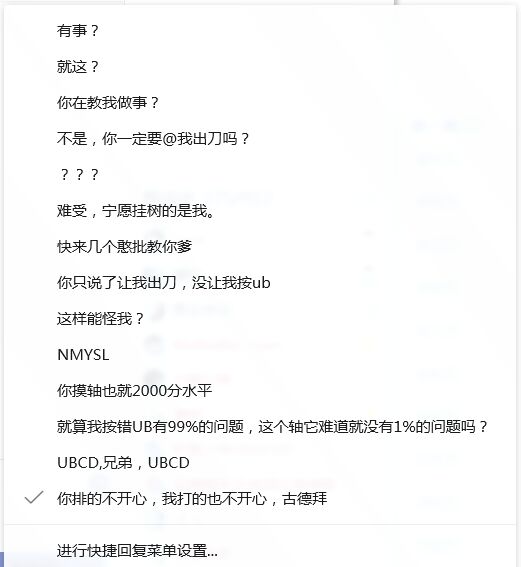 有事？
就这？
你在教我做事？
不是，你一定要@我出刀吗？
？？？
难受，宁愿挂树的是我。
快来几个憨批教你爹
你只说了让我出刀，没让我按ub
这样能怪我？
NMYSL
你摸轴也就2000分水平
就算我按错UB有99%的问题，这个轴它难道就没有1%的问题吗？
UBCD,兄弟，UBCD
你排的不开心，我打的也不开心，古德拜
进行快捷回复菜单设置...